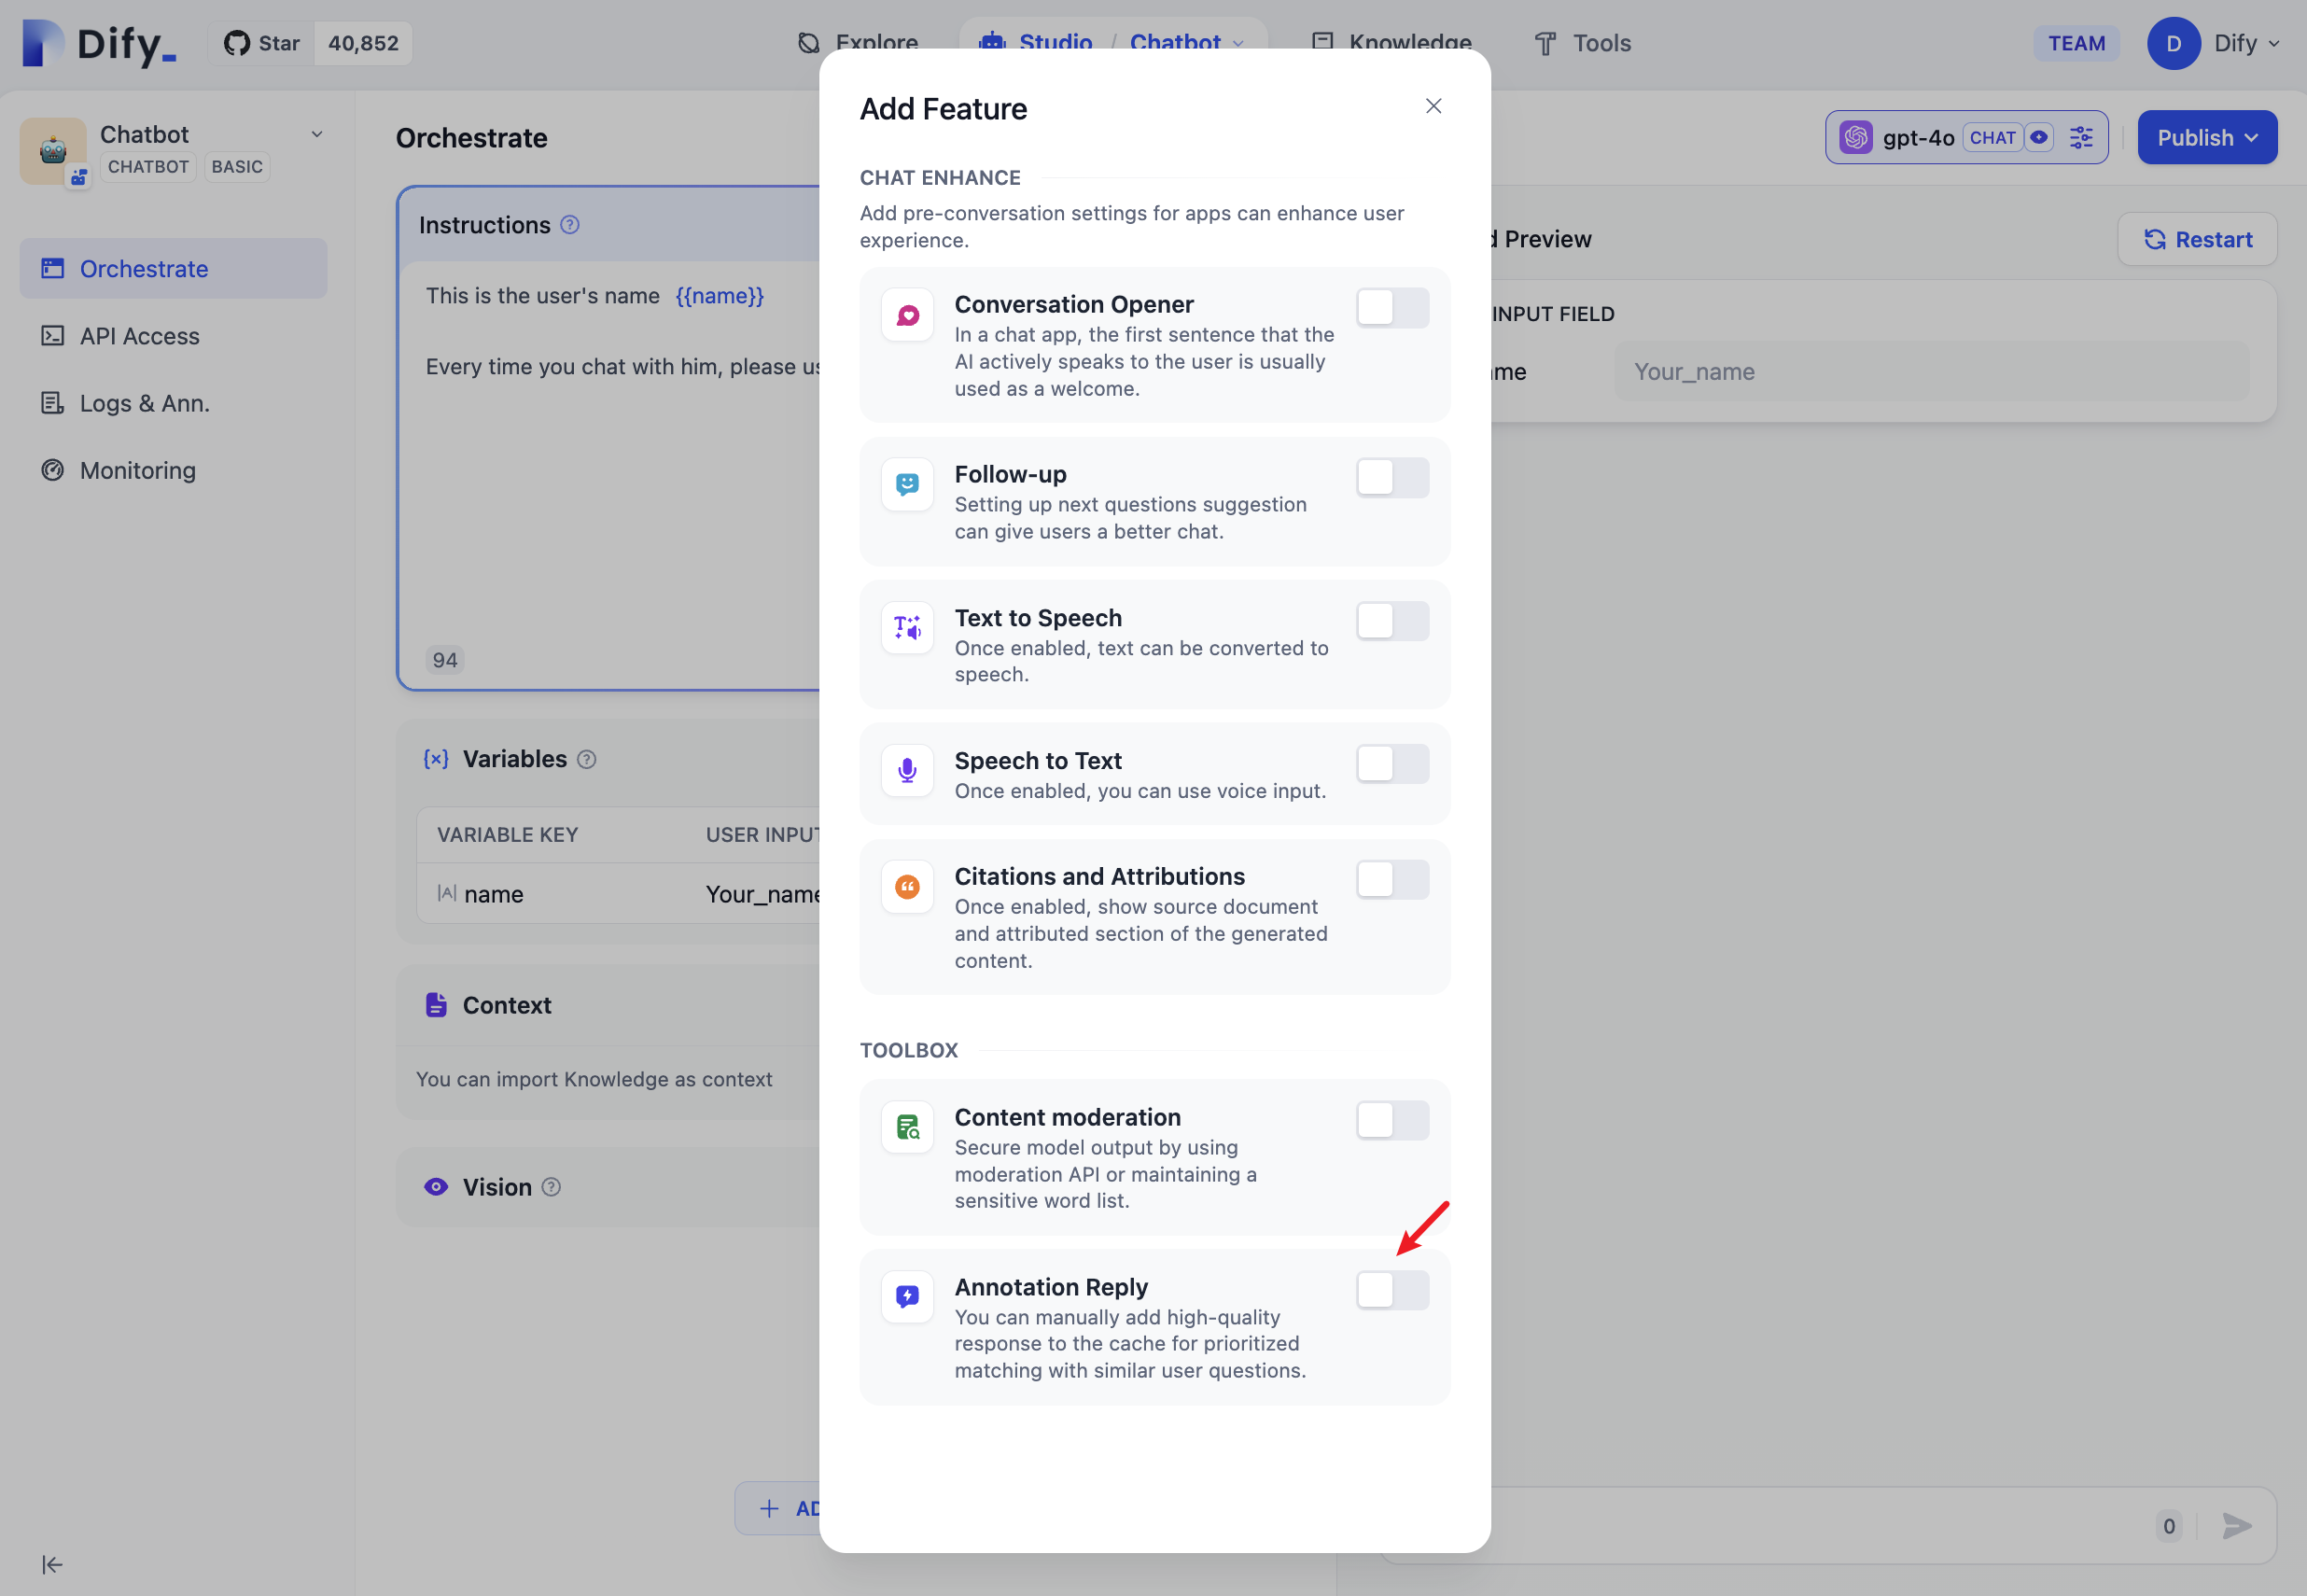 Dify_
Star 40,852
Explore
Studio / Chatbot
Knowledge
Tools
TEAM
D Dify
Chatbot
CHATBOT BASIC
Orchestrate
API Access
Logs & Ann.
Monitoring
Orchestrate
gpt-4o CHAT
Publish
Instructions
This is the user's name {{name}}
Every time you chat with him, please
94
Variables
VARIABLE KEY USER INPUT
name Your_name
Context
You can import Knowledge as context
Vision
Preview
Restart
INPUT FIELD
Your_name
0
Add Feature
CHAT ENHANCE
Add pre-conversation settings for apps can enhance user
experience.
Conversation Opener
In a chat app, the first sentence that the
AI actively speaks to the user is usually
used as a welcome.
Follow-up
Setting up next questions suggestion
can give users a better chat.
Text to Speech
Once enabled, text can be converted to
speech.
Speech to Text
Once enabled, you can use voice input.
Citations and Attributions
Once enabled, show source document
and attributed section of the generated
content.
TOOLBOX
Content moderation
Secure model output by using
moderation API or maintaining a
sensitive word list.
Annotation Reply
You can manually add high-quality
response to the cache for prioritized
matching with similar user questions.